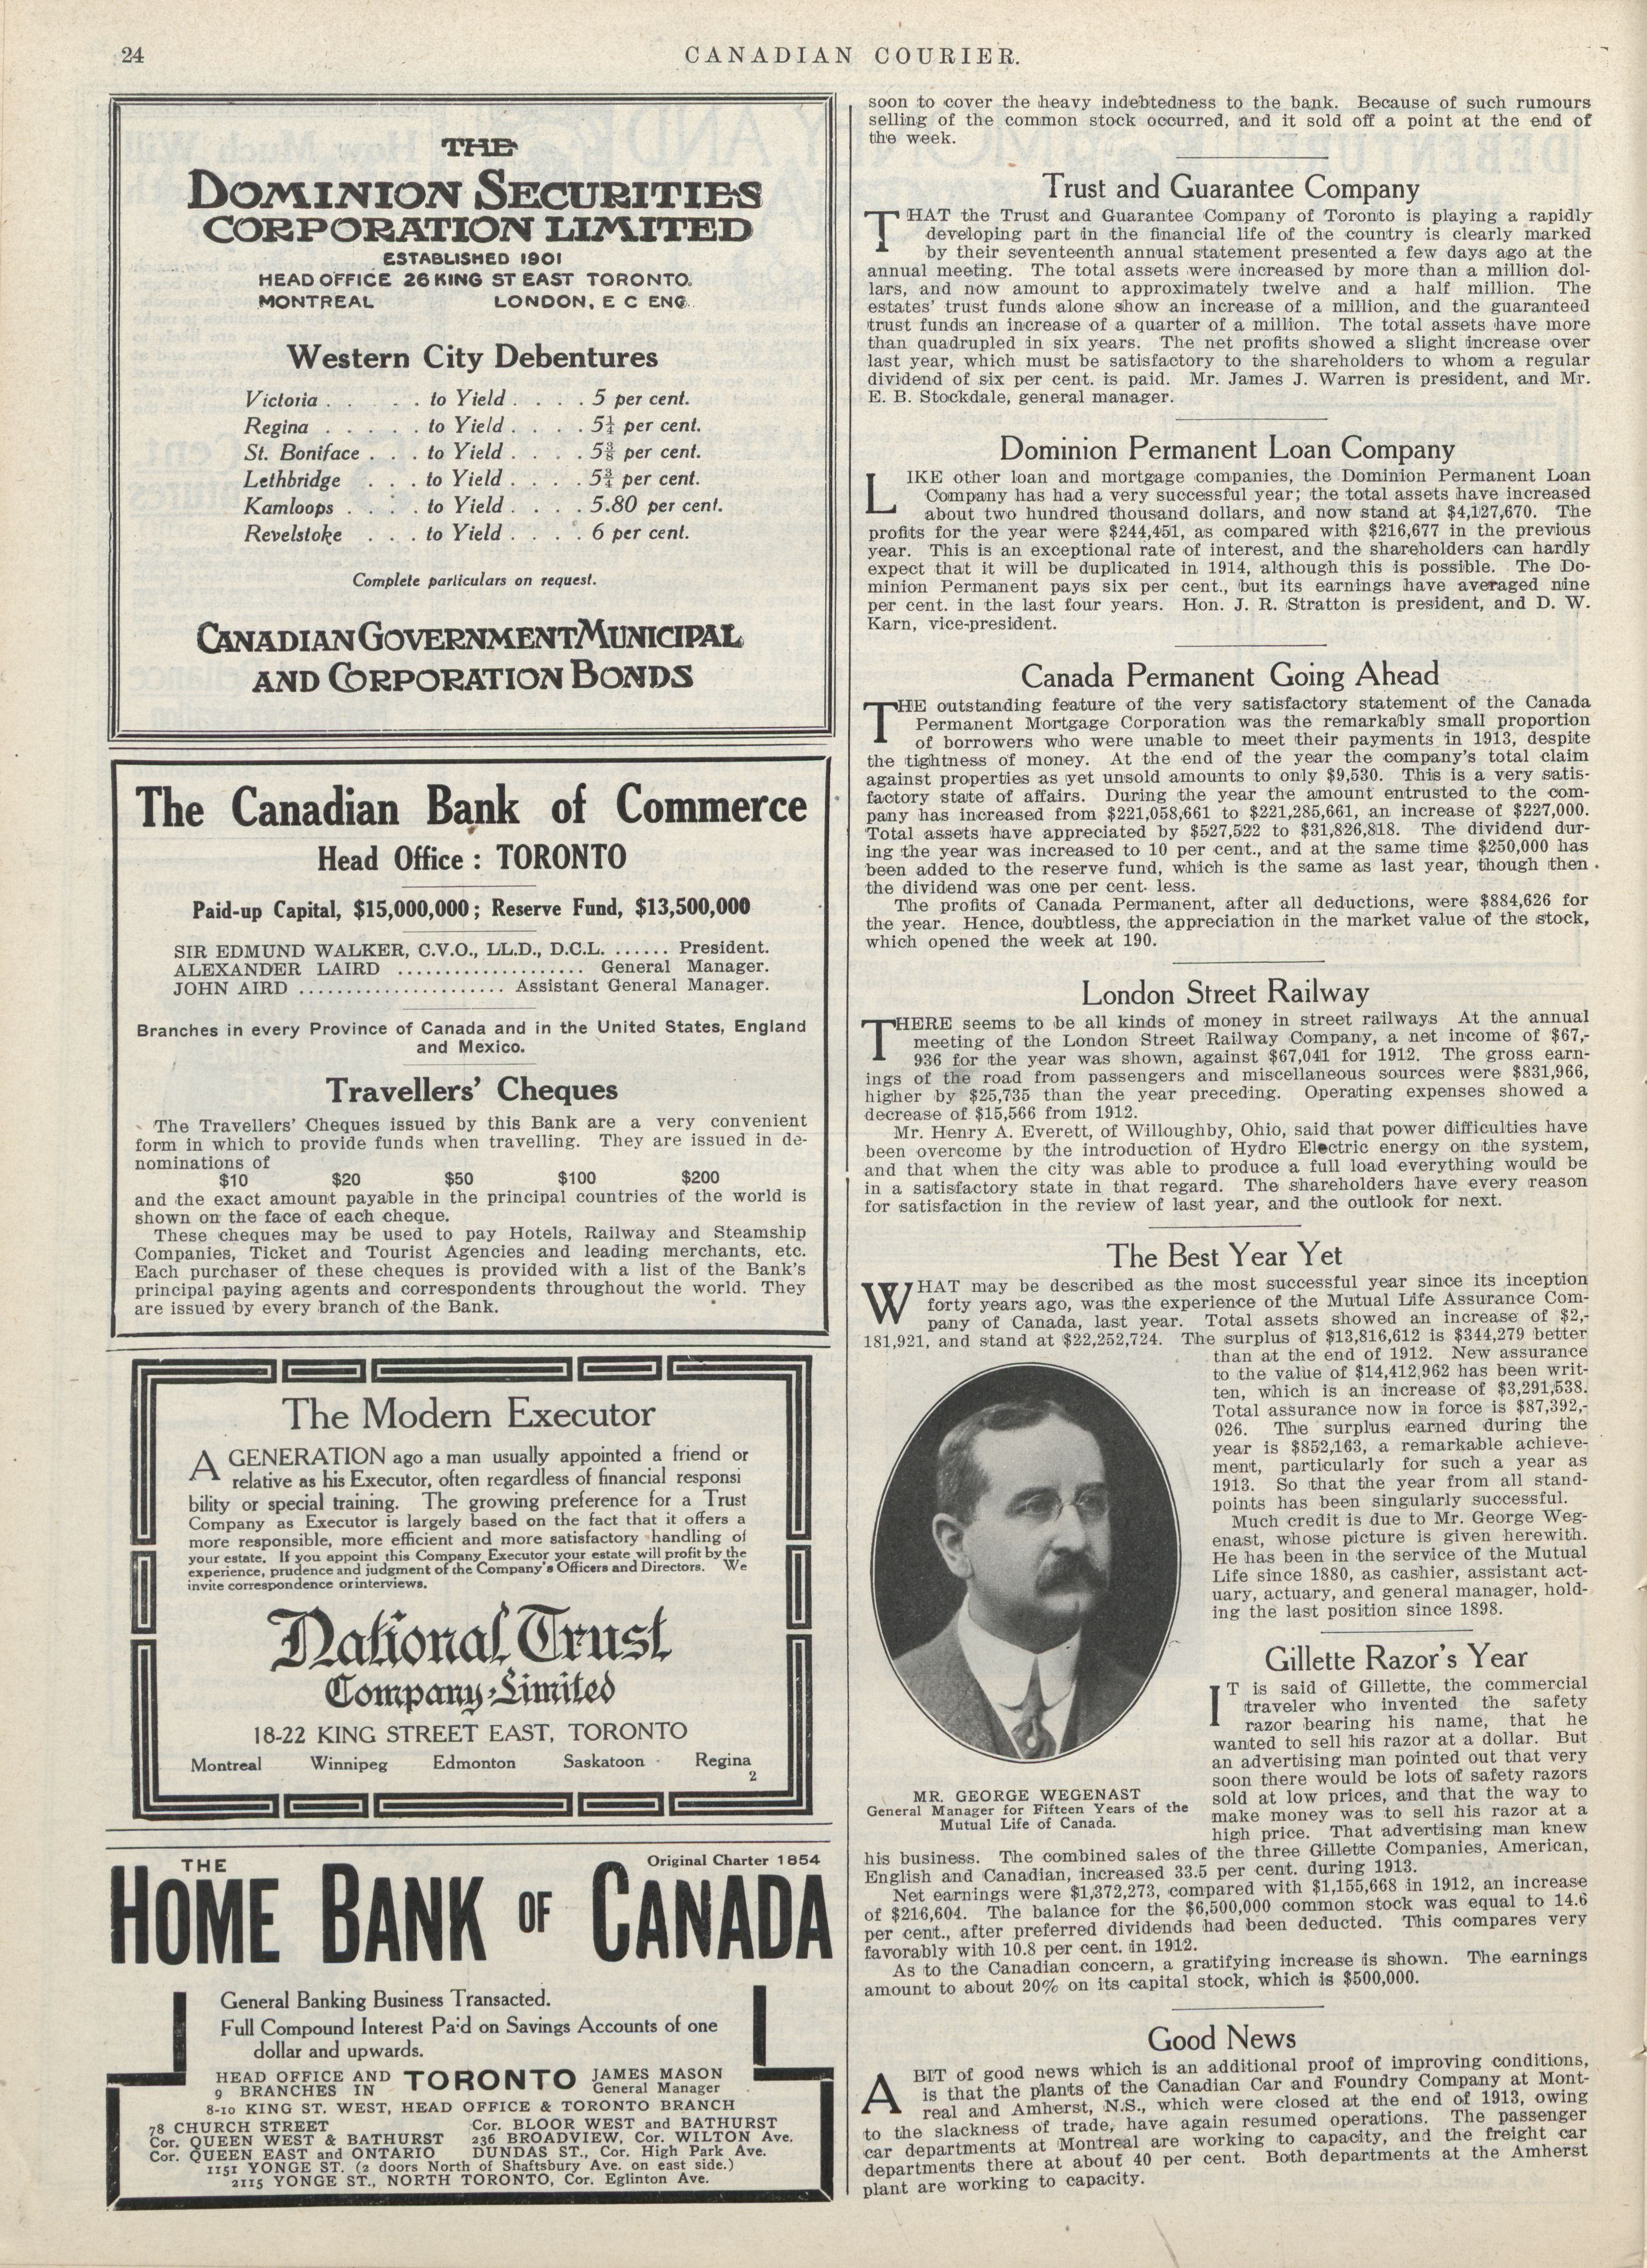 24
CANADIAN COURIER.
THE
DOMINION SECURITIES
CORPORATION LIMITED
ESTABLISHED 1901
HEAD OFFICE 26 KING ST EAST TORONTO.
MONTREAL LONDON, E C ENG.
Western City Debentures
Victoria . . . . to Yield . . . . 5 per cent.
Regina . . . . . to Yield . . . . 5¼ per cent.
St. Boniface . . . to Yield . . . . 5⅜ per cent.
Lethbridge . . . to Yield . . . . 5¾ per cent.
Kamloops . . . . to Yield . . . . 5.80 per cent.
Revelstoke . . . to Yield . . . . 6 per cent.
Complete particulars on request.
CANADIAN GOVERNMENT MUNICIPAL
AND CORPORATION BONDS
The Canadian Bank of Commerce
Head Office : TORONTO
Paid-up Capital, $15,000,000; Reserve Fund, $13,500,000
SIR EDMUND WALKER, C.V.O., LL.D., D.C.L. ....... President.
ALEXANDER LAIRD .................... General Manager.
JOHN AIRD ...................... Assistant General Manager.
Branches in every Province of Canada and in the United States, England
and Mexico.
Travellers' Cheques
The Travellers' Cheques issued by this Bank are a very convenient
form in which to provide funds when travelling. They are issued in de-
nominations of
$10 $20 $50 $100 $200
and the exact amount payable in the principal countries of the world is
shown on the face of each cheque.
These cheques may be used to pay Hotels, Railway and Steamship
Companies, Ticket and Tourist Agencies and leading merchants, etc.
Each purchaser of these cheques is provided with a list of the Bank's
principal paying agents and correspondents throughout the world. They
are issued by every branch of the Bank.
The Modern Executor
A GENERATION ago a man usually appointed a friend or
relative as his Executor, often regardless of financial responsi
bility or special training. The growing preference for a Trust
Company as Executor is largely based on the fact that it offers a
more responsible, more efficient and more satisfactory handling of
your estate. If you appoint this Company Executor your estate will profit by the
experience, prudence and judgment of the Company's Officers and Directors. We
invite correspondence or interviews.
National Trust
Company Limited
18-22 KING STREET EAST, TORONTO
Montreal Winnipeg Edmonton Saskatoon Regina
2
THE
Original Charter 1854
HOME BANK OF CANADA
General Banking Business Transacted.
Full Compound Interest Paid on Savings Accounts of one
dollar and upwards.
HEAD OFFICE AND TORONTO JAMES MASON
9 BRANCHES IN General Manager
8-10 KING ST. WEST, HEAD OFFICE & TORONTO BRANCH
78 CHURCH STREET Cor. BLOOR WEST and BATHURST
Cor. QUEEN WEST & BATHURST 236 BROADVIEW, Cor. WILTON Ave.
Cor. QUEEN EAST and ONTARIO DUNDAS ST., Cor. High Park Ave.
1151 YONGE ST. (2 doors North of Shaftsbury Ave. on east side.)
2115 YONGE ST., NORTH TORONTO, Cor. Eglinton Ave.
soon to cover the heavy indebtedness to the bank. Because of such rumours
selling of the common stock occurred, and it sold off a point at the end of
the week.
Trust and Guarantee Company
THAT the Trust and Guarantee Company of Toronto is playing a rapidly
developing part in the financial life of the country is clearly marked
by their seventeenth annual statement presented a few days ago at the
annual meeting. The total assets were increased by more than a million dol-
lars, and now amount to approximately twelve and a half million. The
estates' trust funds alone show an increase of a million, and the guaranteed
trust funds an increase of a quarter of a million. The total assets have more
than quadrupled in six years. The net profits showed a slight increase over
last year, which must be satisfactory to the shareholders to whom a regular
dividend of six per cent. is paid. Mr. James J. Warren is president, and Mr.
E. B. Stockdale, general manager.
Dominion Permanent Loan Company
LIKE other loan and mortgage companies, the Dominion Permanent Loan
Company has had a very successful year; the total assets have increased
about two hundred thousand dollars, and now stand at $4,127,670. The
profits for the year were $244,451, as compared with $216,677 in the previous
year. This is an exceptional rate of interest, and the shareholders can hardly
expect that it will be duplicated in 1914, although this is possible. The Do-
minion Permanent pays six per cent., but its earnings have averaged nine
per cent. in the last four years. Hon. J. R. Stratton is president, and D. W.
Karn, vice-president.
Canada Permanent Going Ahead
THE outstanding feature of the very satisfactory statement of the Canada
Permanent Mortgage Corporation was the remarkably small proportion
of borrowers who were unable to meet their payments in 1913, despite
the tightness of money. At the end of the year the company's total claim
against properties as yet unsold amounts to only $9,530. This is a very satis-
factory state of affairs. During the year the amount entrusted to the com-
pany has increased from $221,058,661 to $221,285,661, an increase of $227,000.
Total assets have appreciated by $527,522 to $31,826,818. The dividend dur-
ing the year was increased to 10 per cent., and at the same time $250,000 has
been added to the reserve fund, which is the same as last year, though then
the dividend was one per cent. less.
The profits of Canada Permanent, after all deductions, were $884,626 for
the year. Hence, doubtless, the appreciation in the market value of the stock,
which opened the week at 190.
London Street Railway
THERE seems to be all kinds of money in street railways At the annual
meeting of the London Street Railway Company, a net income of $67,-
936 for the year was shown, against $67,041 for 1912. The gross earn-
ings of the road from passengers and miscellaneous sources were $831,966,
higher by $25,735 than the year preceding. Operating expenses showed a
decrease of $15,566 from 1912.
Mr. Henry A. Everett, of Willoughby, Ohio, said that power difficulties have
been overcome by the introduction of Hydro Electric energy on the system,
and that when the city was able to produce a full load everything would be
in a satisfactory state in that regard. The shareholders have every reason
for satisfaction in the review of last year, and the outlook for next.
The Best Year Yet
WHAT may be described as the most successful year since its inception
forty years ago, was the experience of the Mutual Life Assurance Com-
pany of Canada, last year. Total assets showed an increase of $2,-
181,921, and stand at $22,252,724. The surplus of $13,816,612 is $344,279 better
than at the end of 1912. New assurance
to the value of $14,412,962 has been writ-
ten, which is an increase of $3,291,538.
Total assurance now in force is $87,392,-
026. The surplus earned during the
year is $852,163, a remarkable achieve-
ment, particularly for such a year as
1913. So that the year from all stand-
points has been singularly successful.
Much credit is due to Mr. George Weg-
enast, whose picture is given herewith.
He has been in the service of the Mutual
Life since 1880, as cashier, assistant act-
uary, actuary, and general manager, hold-
ing the last position since 1898.
MR. GEORGE WEGENAST
General Manager for Fifteen Years of the
Mutual Life of Canada.
Gillette Razor's Year
IT is said of Gillette, the commercial
traveler who invented the safety
razor bearing his name, that he
wanted to sell his razor at a dollar. But
an advertising man pointed out that very
soon there would be lots of safety razors
sold at low prices, and that the way to
make money was to sell his razor at a
high price. That advertising man knew
his business. The combined sales of the three Gillette Companies, American,
English and Canadian, increased 33.5 per cent. during 1913.
Net earnings were $1,372,273, compared with $1,155,668 in 1912, an increase
of $216,604. The balance for the $6,500,000 common stock was equal to 14.6
per cent., after preferred dividends had been deducted. This compares very
favorably with 10.8 per cent. in 1912.
As to the Canadian concern, a gratifying increase is shown. The earnings
amount to about 20% on its capital stock, which is $500,000.
Good News
A BIT of good news which is an additional proof of improving conditions,
is that the plants of the Canadian Car and Foundry Company at Mont-
real and Amherst, N.S., which were closed at the end of 1913, owing
to the slackness of trade, have again resumed operations. The passenger
car departments at Montreal are working to capacity, and the freight car
departments there at about 40 per cent. Both departments at the Amherst
plant are working to capacity.